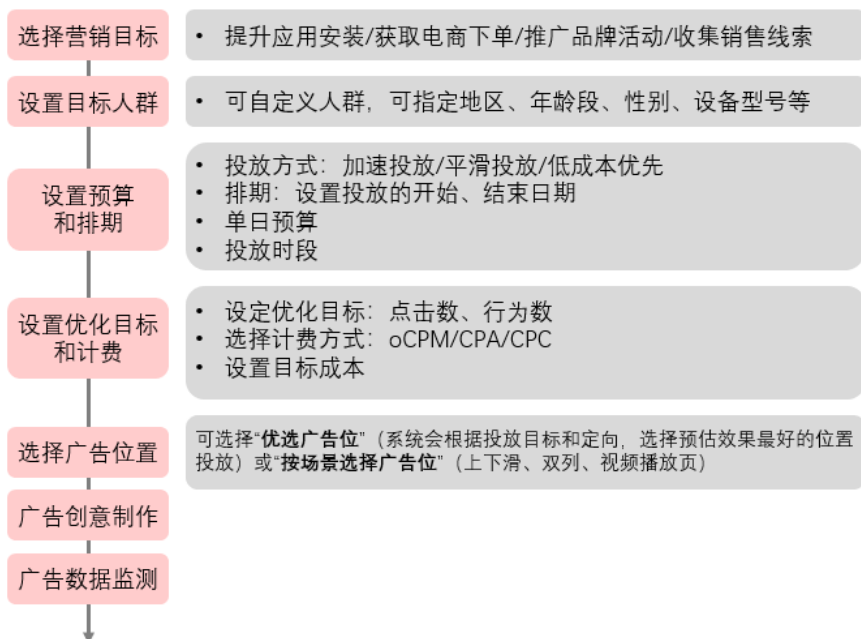 选择营销目标
• 提升应用安装/获取电商下单/推广品牌活动/收集销售线索
设置目标人群
• 可自定义人群，可指定地区、年龄段、性别、设备型号等
设置预算
和排期
• 投放方式：加速投放/平滑投放/低成本优先
• 排期：设置投放的开始、结束日期
• 单日预算
• 投放时段
设置优化目标
和计费
• 设定优化目标：点击数、行为数
• 选择计费方式：oCPM/CPA/CPC
• 设置目标成本
选择广告位置
可选择“优选广告位”（系统会根据投放目标和定向，选择预估效果最好的位置
投放）或“按场景选择广告位”（上下滑、双列、视频播放页）
广告创意制作
广告数据监测